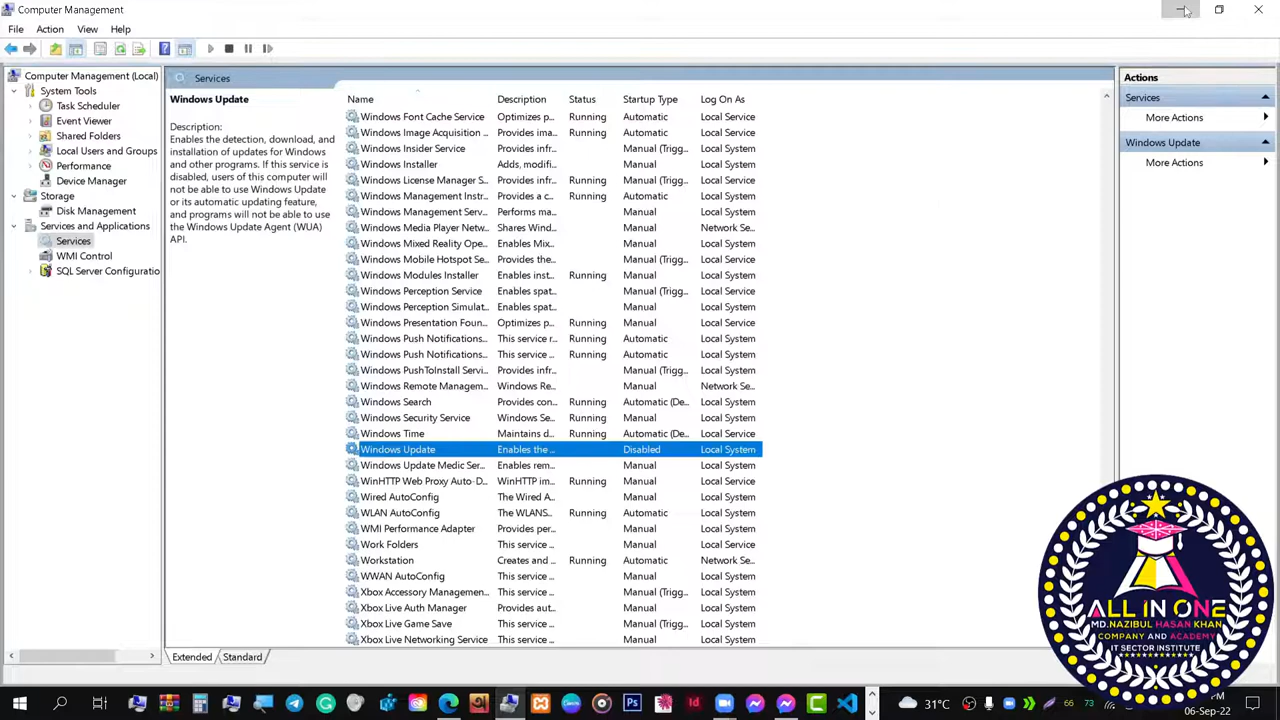 Computer Management
File Action View Help
Computer Management (Local)
System Tools
Task Scheduler
Event Viewer
Shared Folders
Local Users and Groups
Performance
Device Manager
Storage
Disk Management
Services and Applications
Services
WMI Control
SQL Server Configuratio
Services
Windows Update
Description:
Enables the detection, download, and
installation of updates for Windows
and other programs. If this service is
disabled, users of this computer will
not be able to use Windows Update
or its automatic updating feature,
and programs will not be able to use
the Windows Update Agent (WUA)
API.
Name Description Status Startup Type Log On As
Windows Font Cache Service Optimizes p... Running Automatic Local Service
Windows Image Acquisition ... Provides ima... Running Automatic Local Service
Windows Insider Service Provides infr... Manual (Trigg... Local System
Windows Installer Adds, modifi... Manual Local System
Windows License Manager S... Provides infr... Manual (Trigg... Local Service
Windows Management Instr... Provides a c... Running Automatic Local System
Windows Management Serv... Performs ma... Manual Local System
Windows Media Player Netw... Shares Wind... Manual Network Se...
Windows Mixed Reality Ope... Enables Mix... Manual Local System
Windows Mobile Hotspot Se... Provides the... Manual (Trigg... Local Service
Windows Modules Installer Enables inst... Running Manual Local System
Windows Perception Service Enables spat... Manual (Trigg... Local Service
Windows Perception Simulat... Enables spat... Manual Local System
Windows Presentation Foun... Optimizes p... Running Manual Local Service
Windows Push Notifications... This service r... Running Automatic Local System
Windows Push Notifications... This service ... Running Automatic Local System
Windows PushToInstall Servi... Provides infr... Manual (Trigg... Local System
Windows Remote Managem... Windows Re... Manual Network Se...
Windows Search Provides con... Running Automatic (De... Local System
Windows Security Service Windows Se... Running Manual Local System
Windows Time Maintains d... Running Automatic (De... Local Service
Windows Update Enables the ... Disabled Local System
Windows Update Medic Ser... Enables rem... Manual Local System
WinHTTP Web Proxy Auto-D... WinHTTP im... Running Manual Local Service
Wired AutoConfig The Wired A... Manual Local System
WLAN AutoConfig The WLANS... Running Automatic Local System
WMI Performance Adapter Provides per... Manual Local System
Work Folders This service ... Manual Local Service
Workstation Creates and ... Running Automatic Network Se...
WWAN AutoConfig This service ... Manual Local System
Xbox Accessory Managemen... This service ... Manual (Trigg... Local System
Xbox Live Auth Manager Provides aut... Manual Local System
Xbox Live Game Save This service ... Manual (Trigg... Local System
Xbox Live Networking Service This service ... Manual Local System
Extended Standard
Actions
Services
More Actions
Windows Update
More Actions
ALL IN ONE
MD.NAZIBUL HASAN KHAN
COMPANY AND ACADEMY
IT SECTOR INSTITUTE
31°C 66 73 PM
06-Sep-22